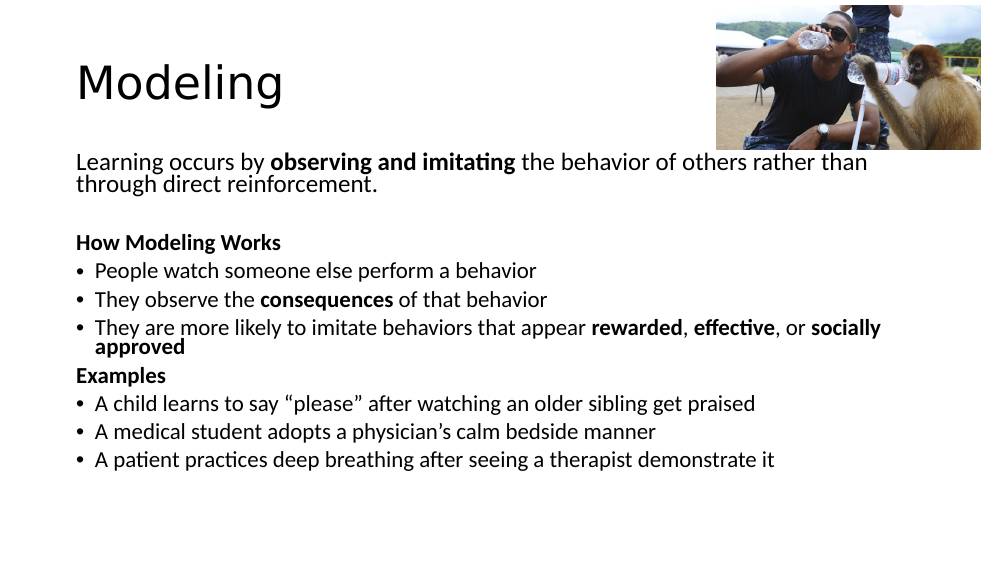 Modeling
Learning occurs by observing and imitating the behavior of others rather than
through direct reinforcement.
How Modeling Works
• People watch someone else perform a behavior
• They observe the consequences of that behavior
• They are more likely to imitate behaviors that appear rewarded, effective, or socially
approved
Examples
• A child learns to say “please” after watching an older sibling get praised
• A medical student adopts a physician’s calm bedside manner
• A patient practices deep breathing after seeing a therapist demonstrate it